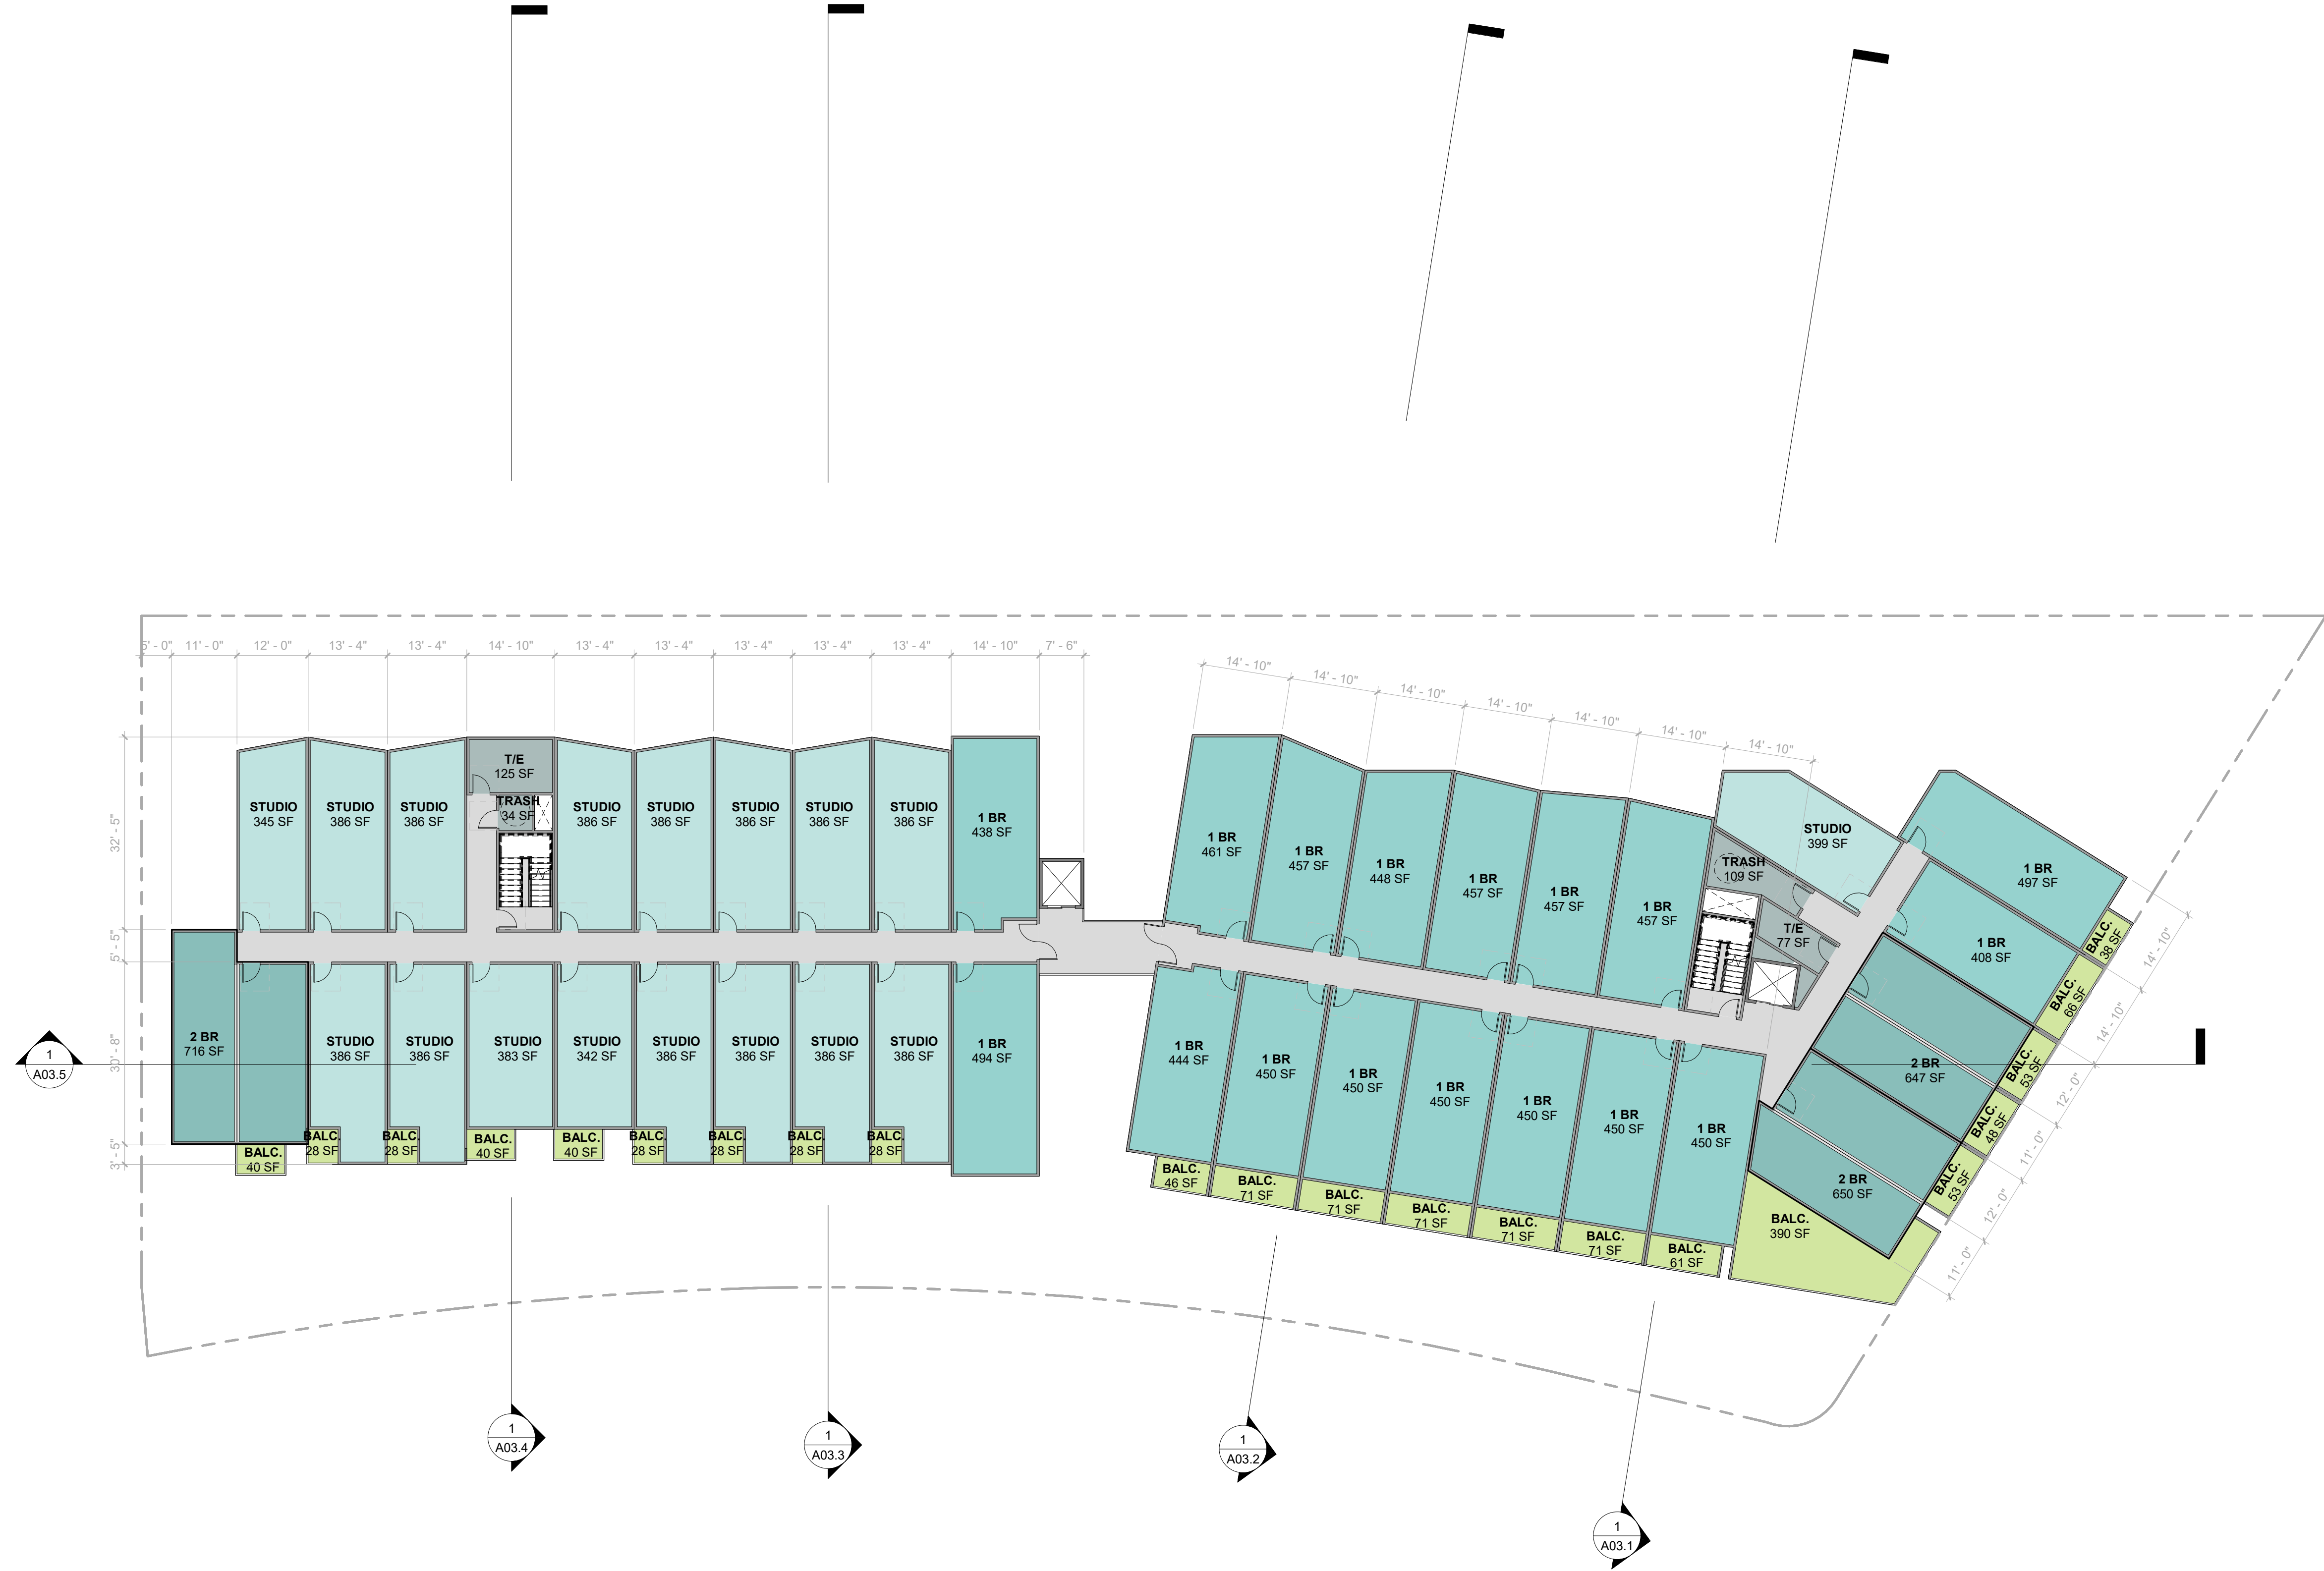 5' - 0" 11' - 0" 12' - 0" 13' - 4" 13' - 4" 14' - 10" 13' - 4" 13' - 4" 13' - 4" 13' - 4" 13' - 4" 14' - 10" 7' - 6"
14' - 10" 14' - 10" 14' - 10" 14' - 10" 14' - 10" 14' - 10" 14' - 10"
32' - 5"
5' - 5"
30' - 8"
3' - 5"
T/E
125 SF
TRASH
34 SF
STUDIO
345 SF
STUDIO
386 SF
STUDIO
386 SF
STUDIO
386 SF
STUDIO
386 SF
STUDIO
386 SF
STUDIO
386 SF
STUDIO
386 SF
1 BR
438 SF
1 BR
461 SF
1 BR
457 SF
1 BR
448 SF
1 BR
457 SF
1 BR
457 SF
1 BR
457 SF
STUDIO
399 SF
TRASH
109 SF
T/E
77 SF
1 BR
497 SF
1 BR
408 SF
2 BR
647 SF
2 BR
650 SF
BALC.
38 SF
BALC.
66 SF
BALC.
53 SF
BALC.
48 SF
BALC.
53 SF
BALC.
390 SF
14' - 10"
14' - 10"
12' - 0"
11' - 0"
12' - 0"
11' - 0"
2 BR
716 SF
STUDIO
386 SF
STUDIO
386 SF
STUDIO
383 SF
STUDIO
342 SF
STUDIO
386 SF
STUDIO
386 SF
STUDIO
386 SF
STUDIO
386 SF
1 BR
494 SF
1 BR
444 SF
1 BR
450 SF
1 BR
450 SF
1 BR
450 SF
1 BR
450 SF
1 BR
450 SF
1 BR
450 SF
BALC.
40 SF
BALC.
28 SF
BALC.
28 SF
BALC.
40 SF
BALC.
40 SF
BALC.
28 SF
BALC.
28 SF
BALC.
28 SF
BALC.
28 SF
BALC.
46 SF
BALC.
71 SF
BALC.
71 SF
BALC.
71 SF
BALC.
71 SF
BALC.
71 SF
BALC.
61 SF
1
A03.5
1
A03.4
1
A03.3
1
A03.2
1
A03.1